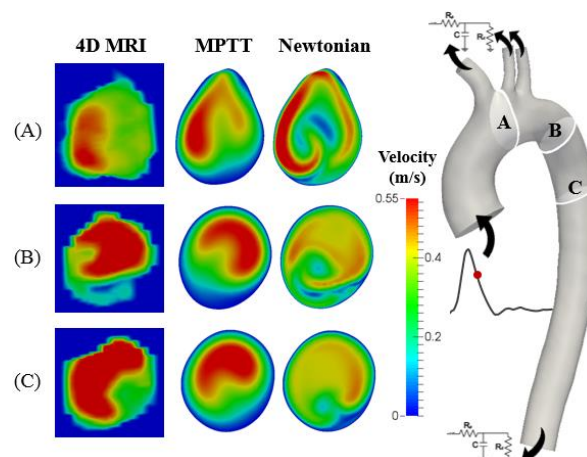 4D MRI MPTT Newtonian
(A)
(B)
(C)
Velocity
(m/s)
0.55
0.4
0.2
0
C
A
B
C
C